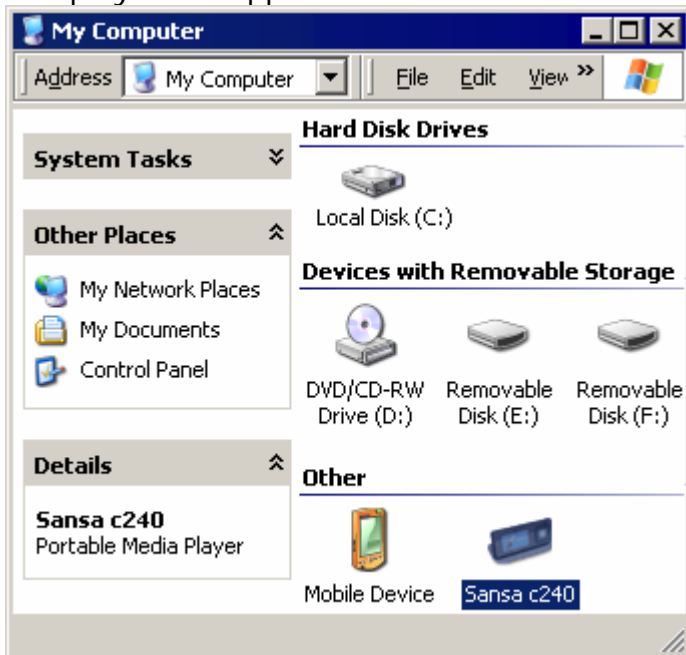 My Computer
Address My Computer File Edit View »
System Tasks
Other Places
My Network Places
My Documents
Control Panel
Details
Sansa c240
Portable Media Player
Hard Disk Drives
Local Disk (C:)
Devices with Removable Storage
DVD/CD-RW Removable Removable
Drive (D:) Disk (E:) Disk (F:)
Other
Mobile Device Sansa c240